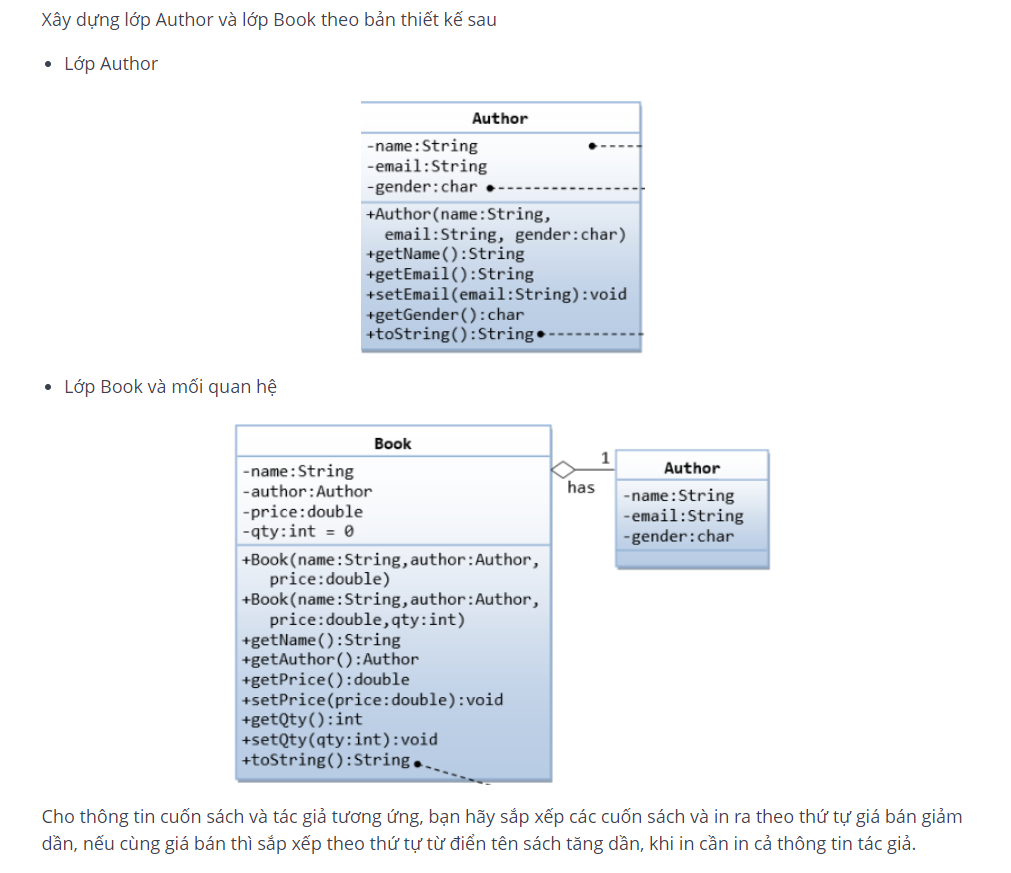 Xây dựng lớp Author và lớp Book theo bản thiết kế sau
• Lớp Author
Author
-name:String
-email:String
-gender:char
+Author(name:String,
email:String, gender:char)
+getName():String
+getEmail():String
+setEmail(email:String):void
+getGender():char
+toString():String
• Lớp Book và mối quan hệ
Book
-name:String
-author:Author
-price:double
-qty:int = 0
+Book(name:String,author:Author,
price:double)
+Book(name:String,author:Author,
price:double,qty:int)
+getName():String
+getAuthor():Author
+getPrice():double
+setPrice(price:double):void
+getQty():int
+setQty(qty:int):void
+toString():String
1
has
Author
-name:String
-email:String
-gender:char
Cho thông tin cuốn sách và tác giả tương ứng, bạn hãy sắp xếp các cuốn sách và in ra theo thứ tự giá bán giảm
dần, nếu cùng giá bán thì sắp xếp theo thứ tự từ điển tên sách tăng dần, khi in cần in cả thông tin tác giả.